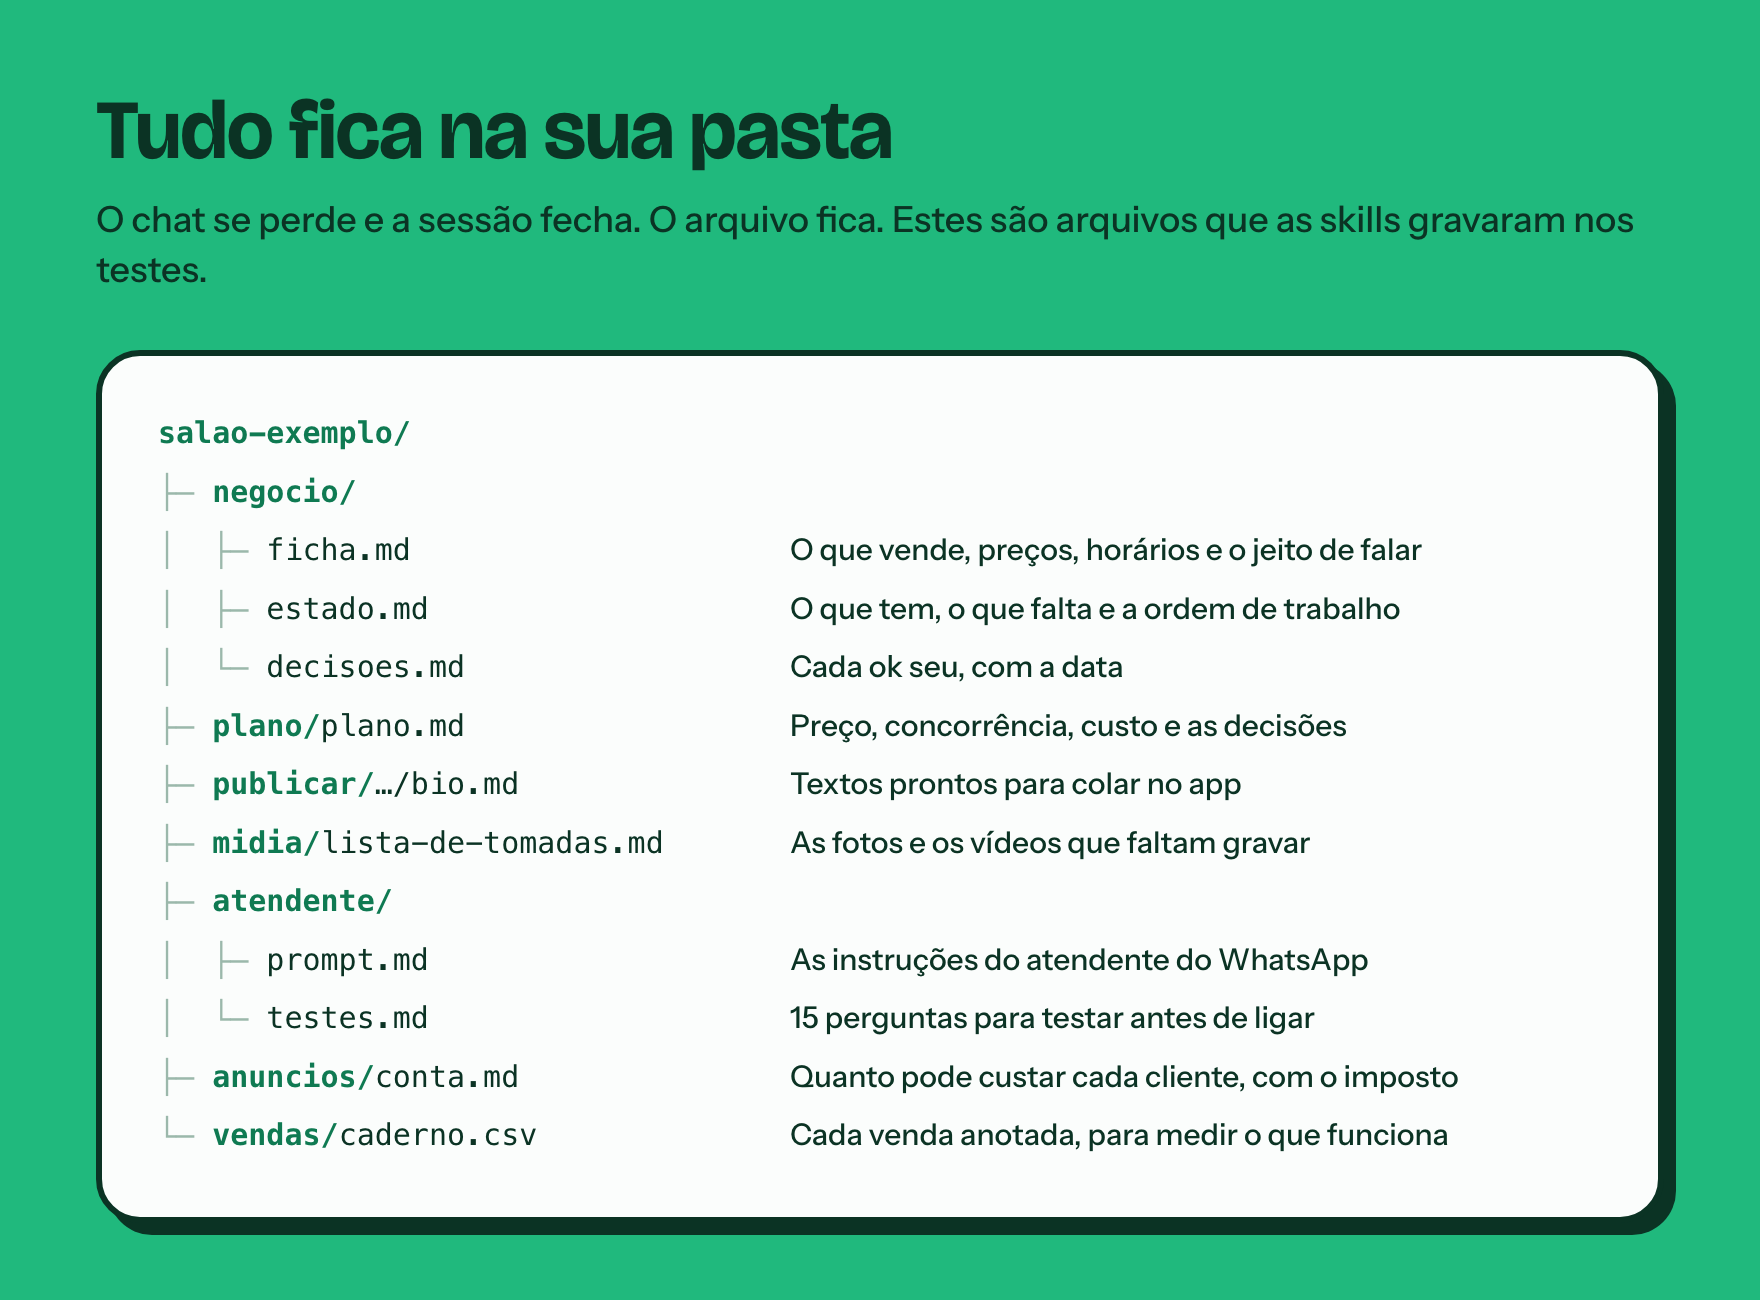 Tudo fica na sua pasta
O chat se perde e a sessão fecha. O arquivo fica. Estes são arquivos que as skills gravaram nos
testes.
salao-exemplo/
├─ negocio/
│  ├─ ficha.md O que vende, preços, horários e o jeito de falar
│  ├─ estado.md O que tem, o que falta e a ordem de trabalho
│  └─ decisoes.md Cada ok seu, com a data
├─ plano/plano.md Preço, concorrência, custo e as decisões
├─ publicar/…/bio.md Textos prontos para colar no app
├─ midia/lista-de-tomadas.md As fotos e os vídeos que faltam gravar
├─ atendente/
│  ├─ prompt.md As instruções do atendente do WhatsApp
│  └─ testes.md 15 perguntas para testar antes de ligar
├─ anuncios/conta.md Quanto pode custar cada cliente, com o imposto
└─ vendas/caderno.csv Cada venda anotada, para medir o que funciona